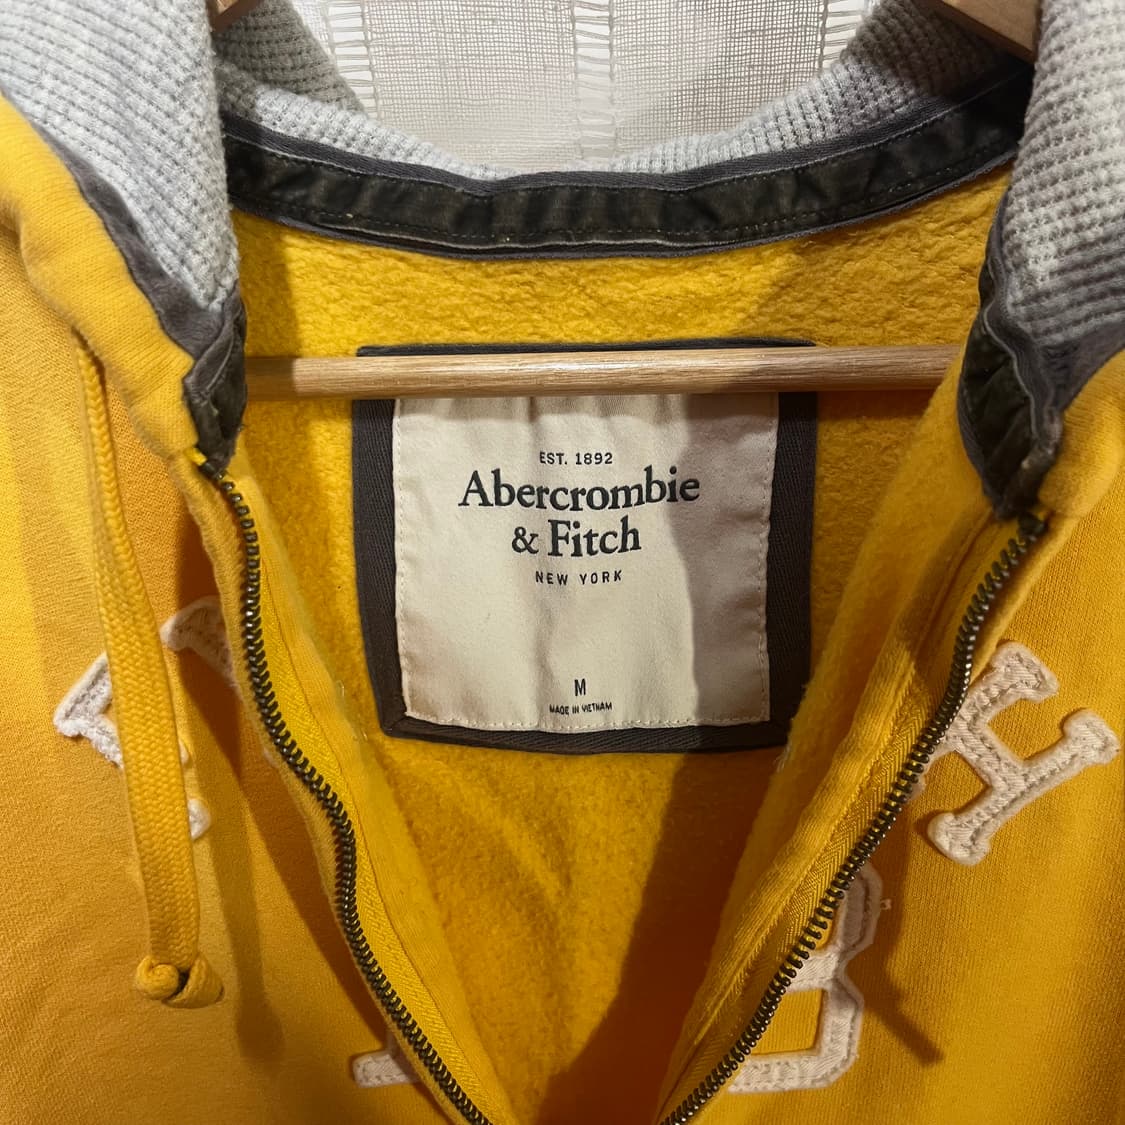 EST. 1892
Abercrombie
& Fitch
NEW YORK
M
MADE IN VIETNAM
H